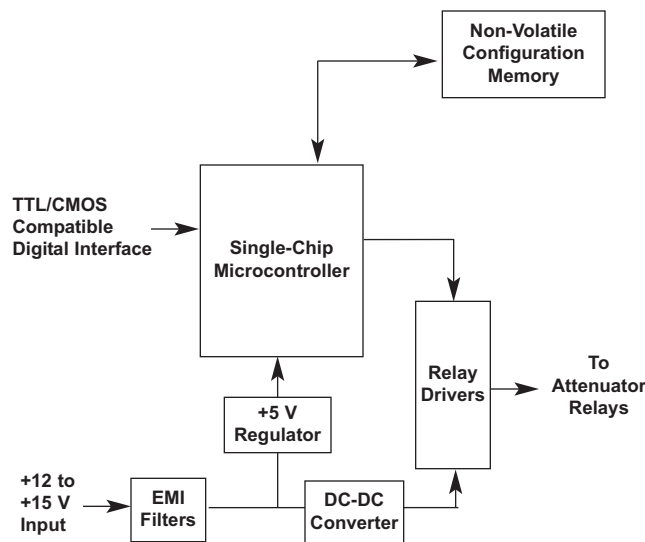 Non-Volatile
Configuration
Memory
TTL/CMOS
Compatible
Digital Interface
Single-Chip
Microcontroller
Relay
Drivers
To
Attenuator
Relays
+5 V
Regulator
+12 to
+15 V
Input
EMI
Filters
DC-DC
Converter